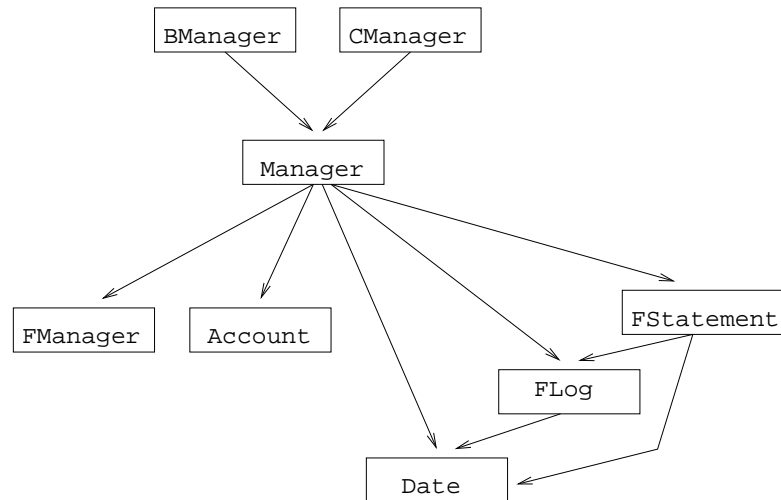 BManager
CManager
Manager
FManager
Account
FStatement
FLog
Date